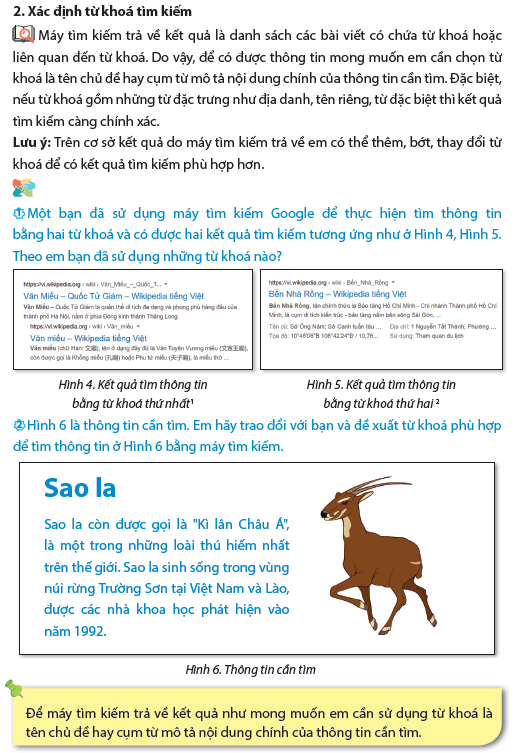 2. Xác định từ khoá tìm kiếm
Máy tìm kiếm trả về kết quả là danh sách các bài viết có chứa từ khoá hoặc
liên quan đến từ khoá. Do vậy, để có được thông tin mong muốn em cần chọn từ
khoá là tên chủ đề hay cụm từ mô tả nội dung chính của thông tin cần tìm. Đặc biệt,
nếu từ khoá gồm những từ đặc trưng như địa danh, tên riêng, từ đặc biệt thì kết quả
tìm kiếm càng chính xác.
Lưu ý: Trên cơ sở kết quả do máy tìm kiếm trả về em có thể thêm, bớt, thay đổi từ
khoá để có kết quả tìm kiếm phù hợp hơn.
1 Một bạn đã sử dụng máy tìm kiếm Google để thực hiện tìm thông tin
bằng hai từ khoá và có được hai kết quả tìm kiếm tương ứng như ở Hình 4, Hình 5.
Theo em bạn đã sử dụng những từ khoá nào?
https://vi.wikipedia.org › wiki › Văn_Miếu_–_Quốc_T...
Văn Miếu – Quốc Tử Giám – Wikipedia tiếng Việt
Văn Miếu – Quốc Tử Giám là quần thể di tích đa dạng và phong phú hàng đầu của
thành phố Hà Nội, nằm ở phía Đông kinh thành Thăng Long.
https://vi.wikipedia.org › wiki › Văn_miếu
Văn miếu – Wikipedia tiếng Việt
Văn miếu (chữ Hán: 文廟), tên ở dạng đầy đủ là Văn Tuyên Vương miếu (文宣王廟),
còn được gọi là Khổng miếu (孔廟) hoặc Phu tử miếu (夫子廟), là miếu thờ ...
https://vi.wikipedia.org › wiki › Bến_Nhà_Rồng
Bến Nhà Rồng – Wikipedia tiếng Việt
Bến Nhà Rồng, tên chính thức là Bảo tàng Hồ Chí Minh - Chi nhánh Thành phố Hồ Chí
Minh, là cụm di tích kiến trúc - bảo tàng nằm bên sông Sài Gòn, ...
Tên cũ: Sở Ông Năm; Sở Canh tuần tàu ... Địa chỉ: 1 Nguyễn Tất Thành, Phường ...
Tọa độ: 10°46′06″B 106°42′24″Đ / 10,76... Sử dụng: Tham quan du lịch
Hình 4. Kết quả tìm thông tin
bằng từ khoá thứ nhất¹
Hình 5. Kết quả tìm thông tin
bằng từ khoá thứ hai ²
2 Hình 6 là thông tin cần tìm. Em hãy trao đổi với bạn và đề xuất từ khoá phù hợp
để tìm thông tin ở Hình 6 bằng máy tìm kiếm.
Sao la
Sao la còn được gọi là "Kì lân Châu Á",
là một trong những loài thú hiếm nhất
trên thế giới. Sao la sinh sống trong vùng
núi rừng Trường Sơn tại Việt Nam và Lào,
được các nhà khoa học phát hiện vào
năm 1992.
Hình 6. Thông tin cần tìm
Để máy tìm kiếm trả về kết quả như mong muốn em cần sử dụng từ khoá là
tên chủ đề hay cụm từ mô tả nội dung chính của thông tin cần tìm.